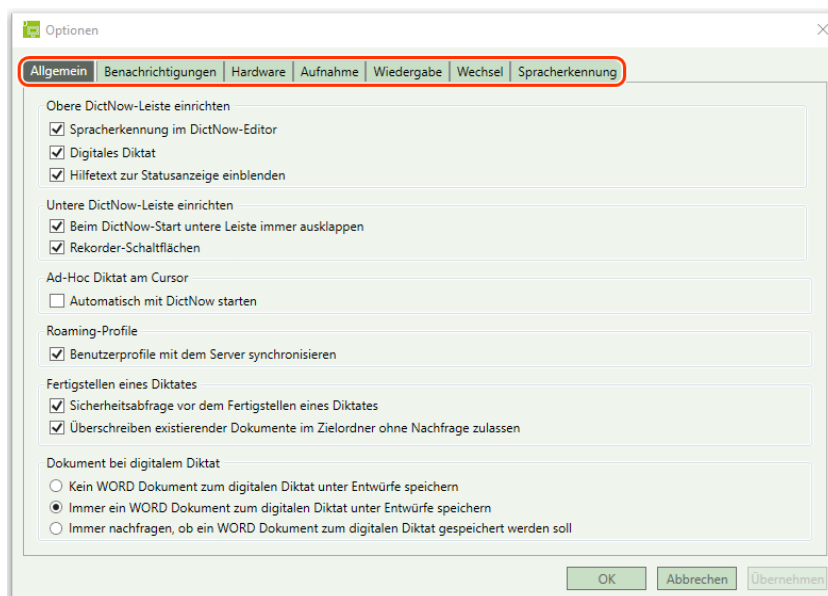 Optionen
Allgemein Benachrichtigungen Hardware Aufnahme Wiedergabe Wechsel Spracherkennung
Obere DictNow-Leiste einrichten
Spracherkennung im DictNow-Editor
Digitales Diktat
Hilfetext zur Statusanzeige einblenden
Untere DictNow-Leiste einrichten
Beim DictNow-Start untere Leiste immer ausklappen
Rekorder-Schaltflächen
Ad-Hoc Diktat am Cursor
Automatisch mit DictNow starten
Roaming-Profile
Benutzerprofile mit dem Server synchronisieren
Fertigstellen eines Diktates
Sicherheitsabfrage vor dem Fertigstellen eines Diktates
Überschreiben existierender Dokumente im Zielordner ohne Nachfrage zulassen
Dokument bei digitalem Diktat
Kein WORD Dokument zum digitalen Diktat unter Entwürfe speichern
Immer ein WORD Dokument zum digitalen Diktat unter Entwürfe speichern
Immer nachfragen, ob ein WORD Dokument zum digitalen Diktat gespeichert werden soll
OK Abbrechen Übernehmen